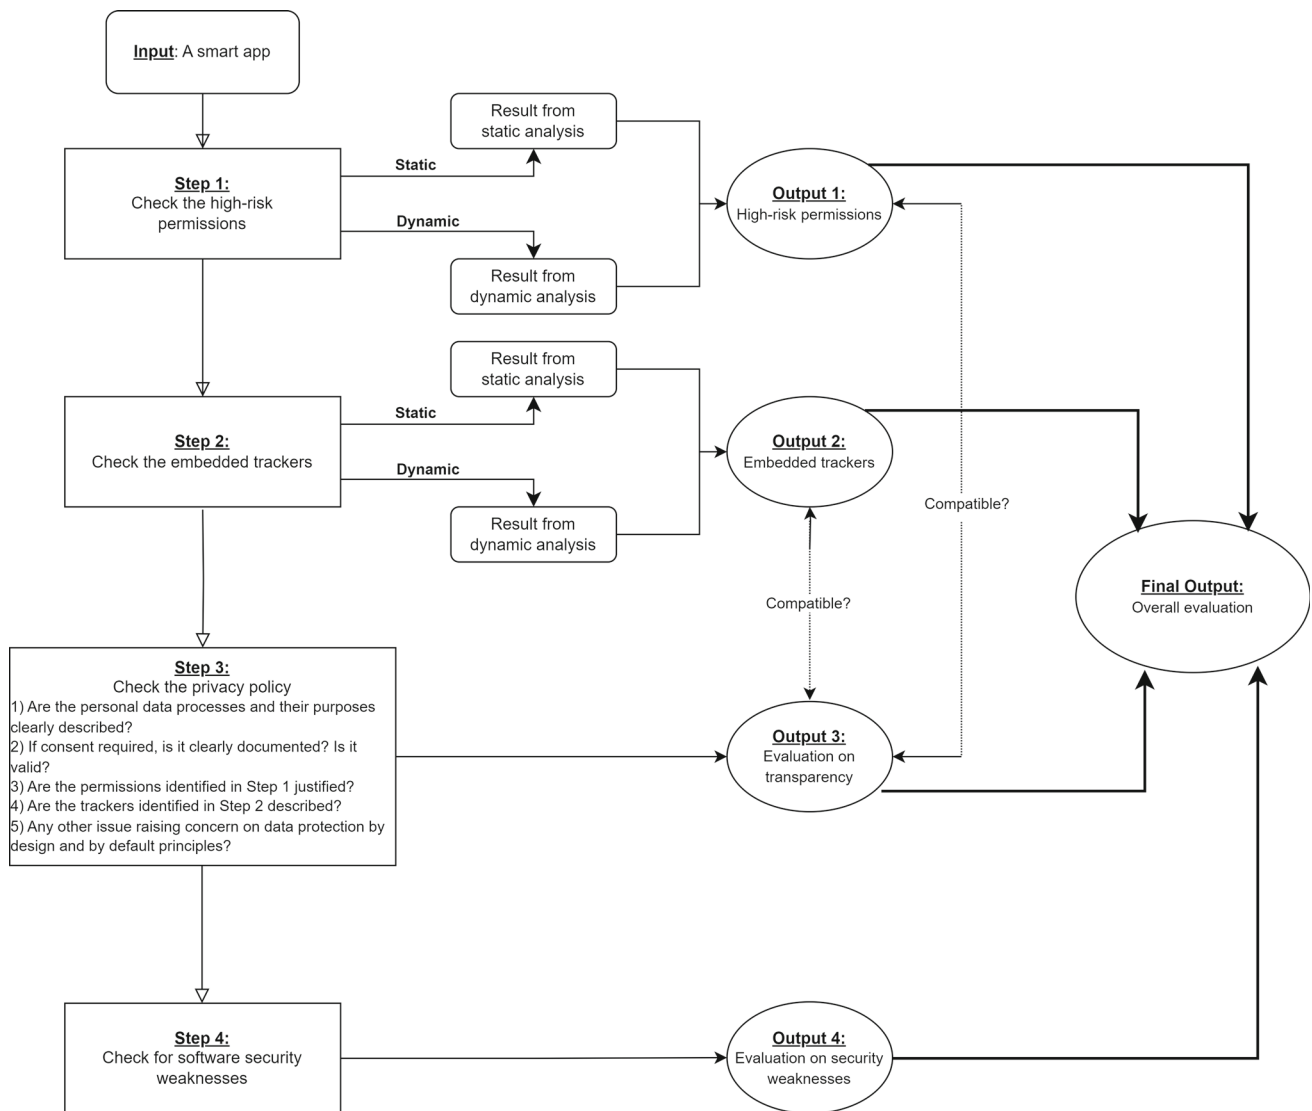 Input: A smart app
Result from
static analysis
Static
Step 1:
Check the high-risk
permissions
Output 1:
High-risk permissions
Dynamic
Result from
dynamic analysis
Result from
static analysis
Static
Step 2:
Check the embedded trackers
Output 2:
Embedded trackers
Dynamic
Result from
dynamic analysis
Compatible?
Compatible?
Final Output:
Overall evaluation
Step 3:
Check the privacy policy
1) Are the personal data processes and their purposes
clearly described?
2) If consent required, is it clearly documented? Is it
valid?
3) Are the permissions identified in Step 1 justified?
4) Are the trackers identified in Step 2 described?
5) Any other issue raising concern on data protection by
design and by default principles?
Output 3:
Evaluation on
transparency
Step 4:
Check for software security
weaknesses
Output 4:
Evaluation on security
weaknesses